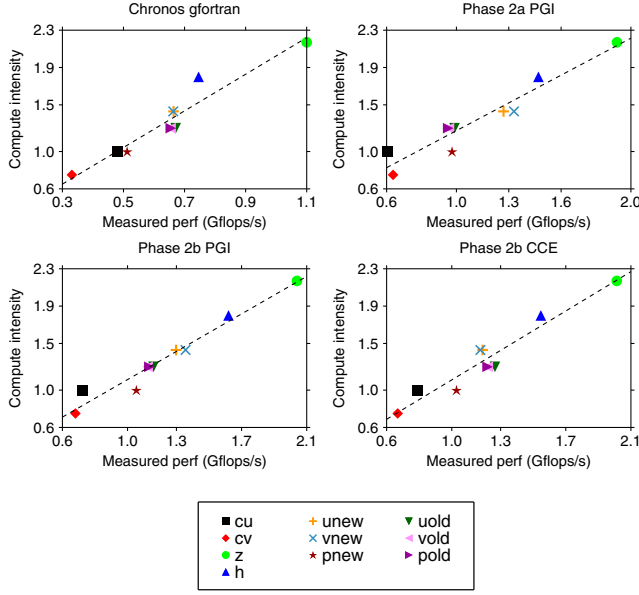 Chronos gfortran
Compute intensity
2.3
1.9
1.5
1.0
0.6
0.3 0.5 0.7 0.9 1.1
Measured perf (Gflops/s)
Phase 2a PGI
Compute intensity
2.3
1.9
1.5
1.0
0.6
0.6 1.0 1.3 1.6 2.0
Measured perf (Gflops/s)
Phase 2b PGI
Compute intensity
2.3
1.9
1.5
1.0
0.6
0.6 1.0 1.3 1.7 2.1
Measured perf (Gflops/s)
Phase 2b CCE
Compute intensity
2.3
1.9
1.5
1.0
0.6
0.6 1.0 1.3 1.7 2.1
Measured perf (Gflops/s)
cu unew uold
cv vnew vold
z pnew pold
h